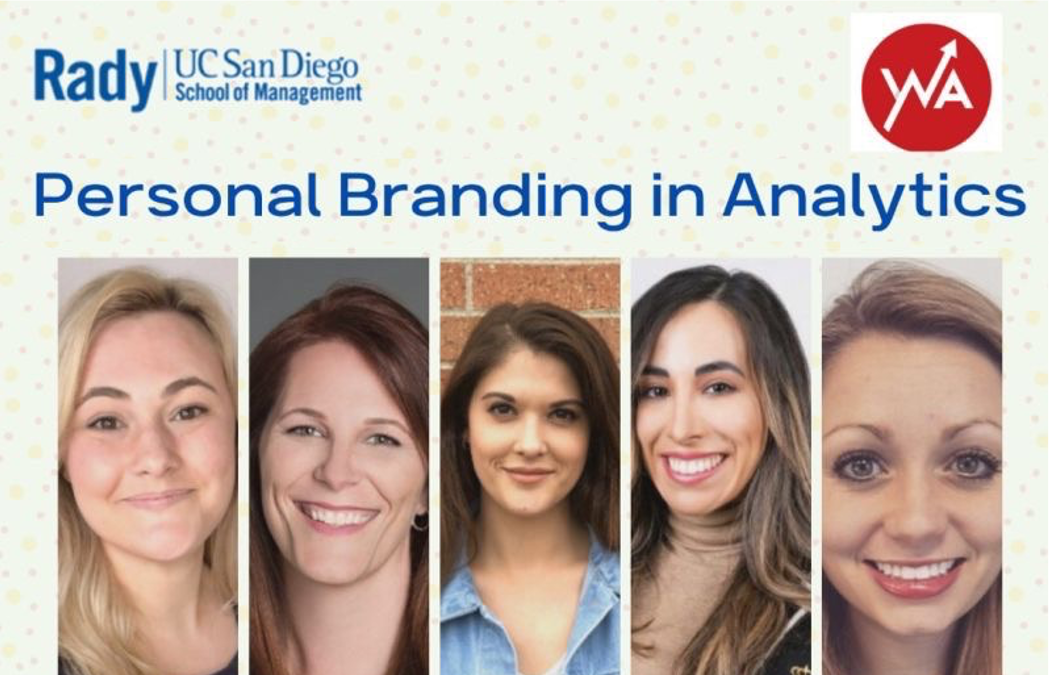 Rady
UC San Diego
School of Management
WA
Personal Branding in Analytics